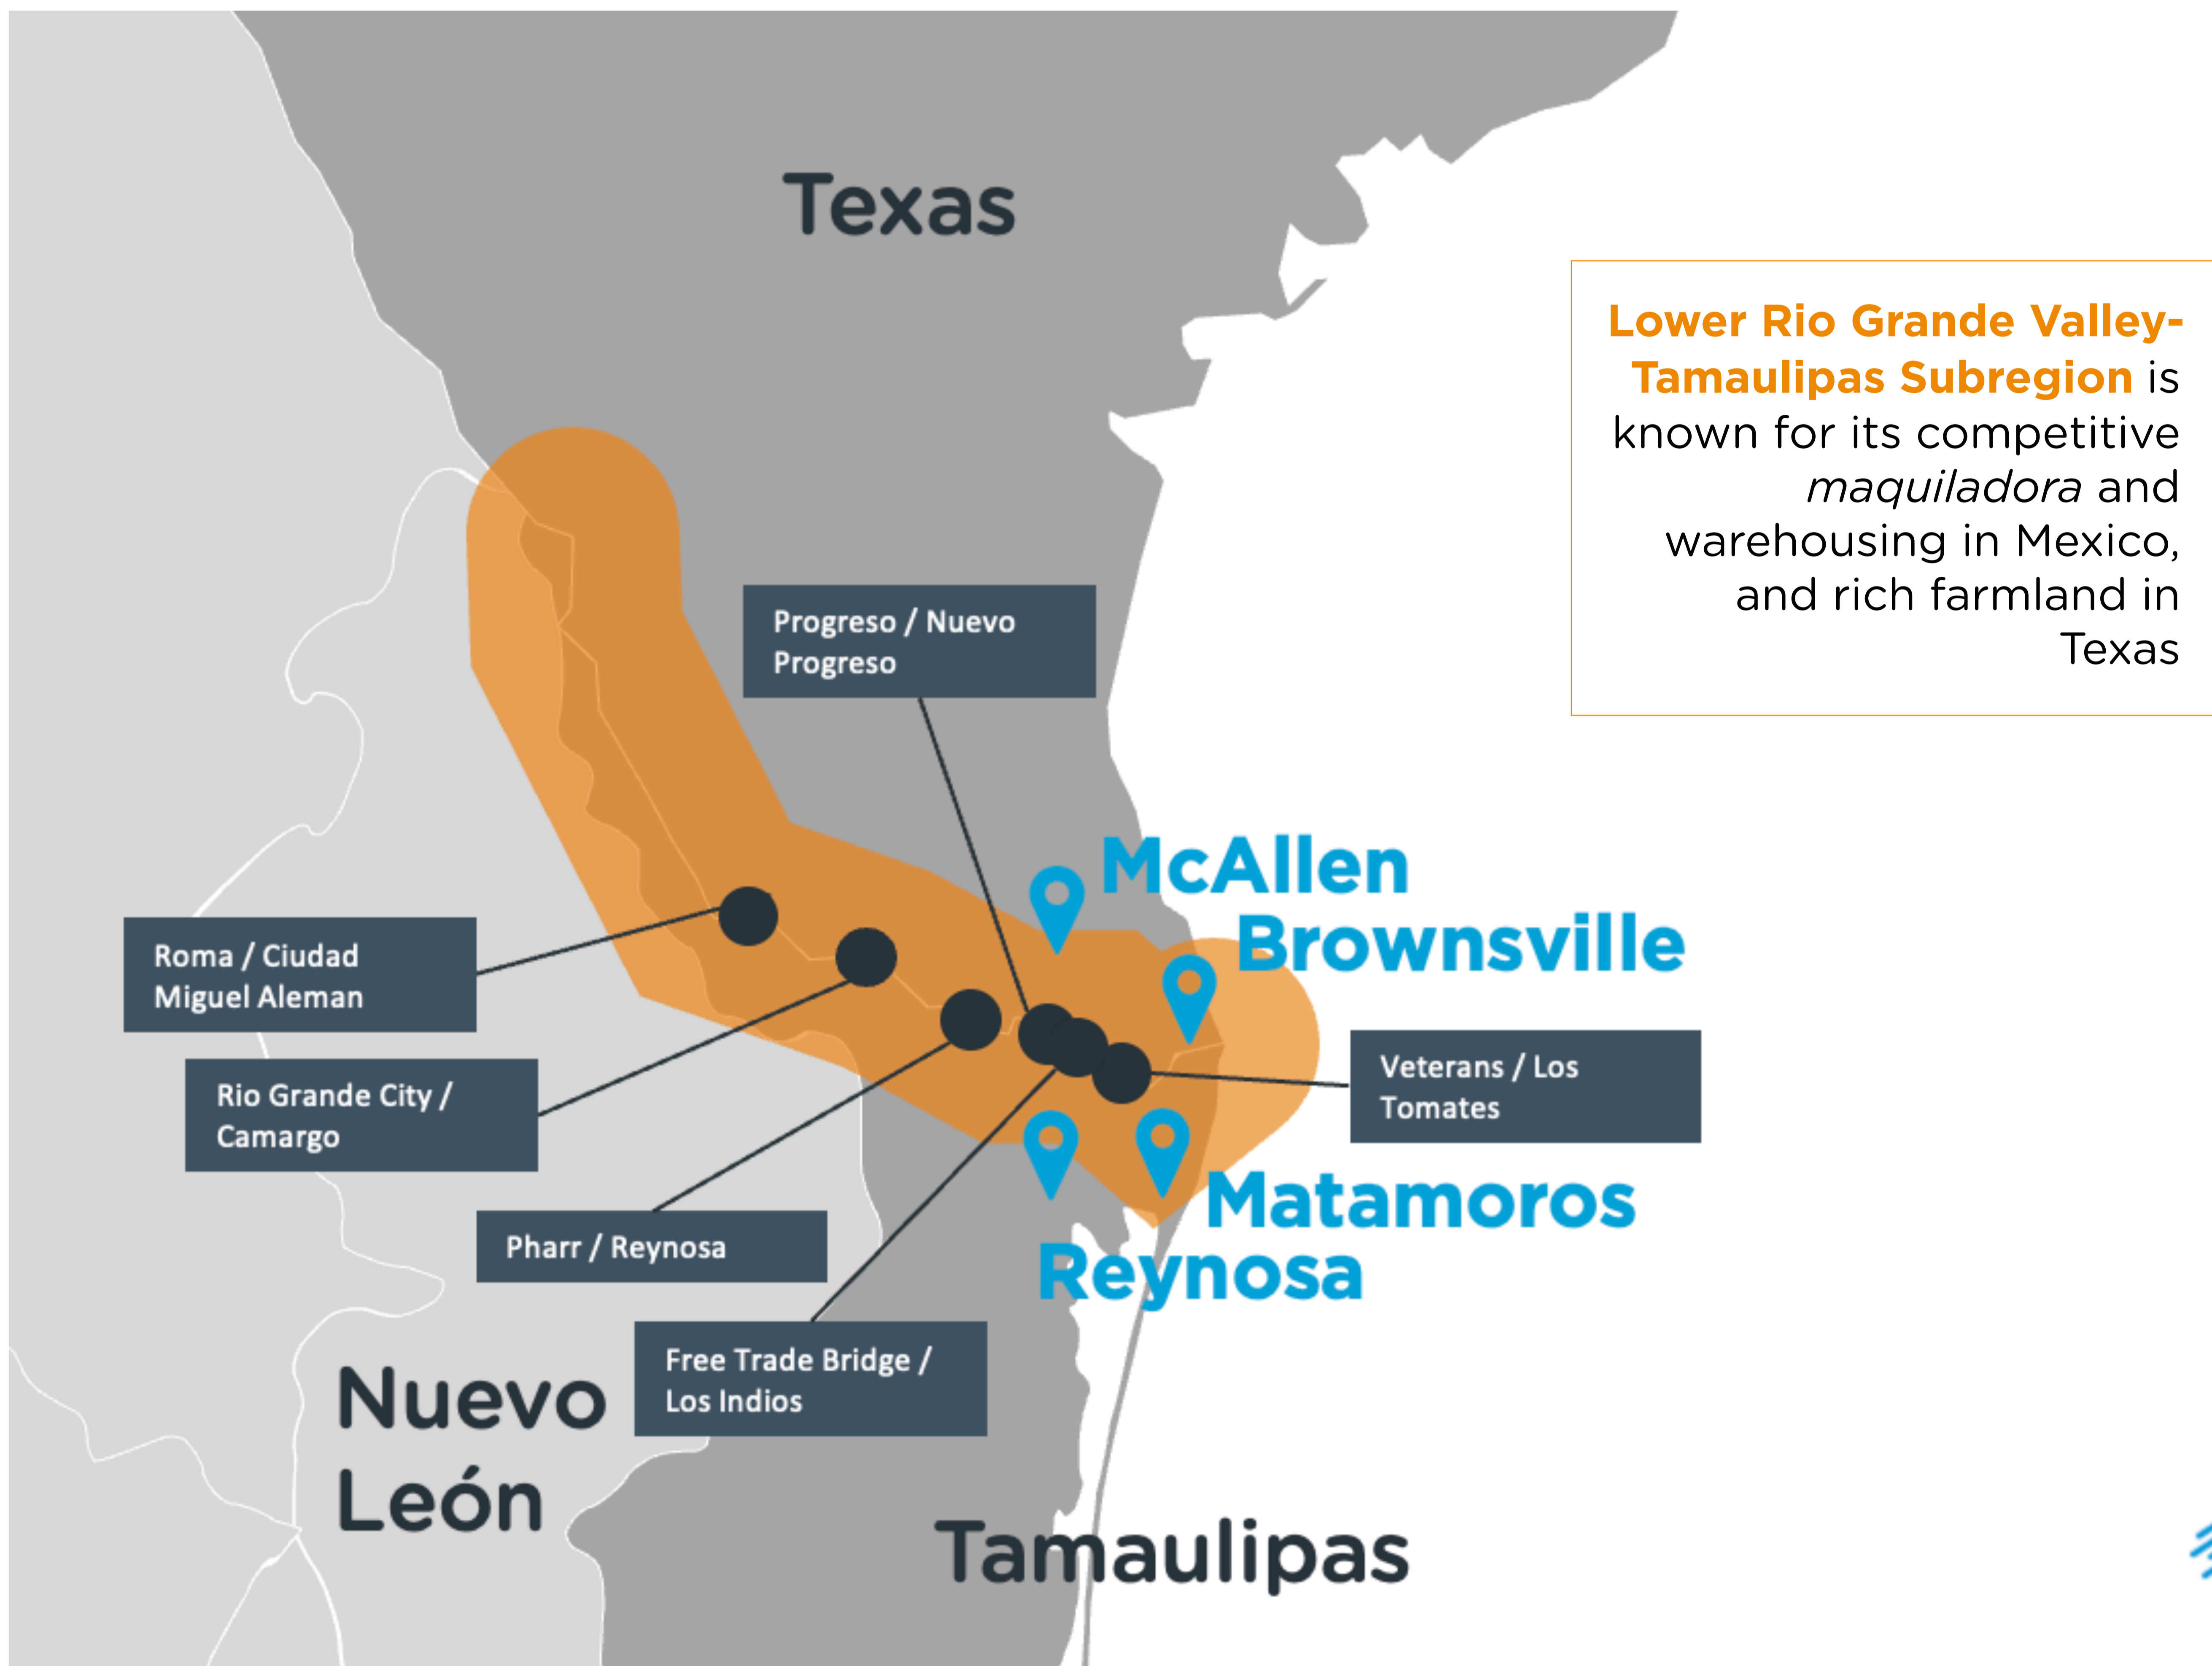 Texas
Lower Rio Grande Valley-
Tamaulipas Subregion is
known for its competitive
maquiladora and
warehousing in Mexico,
and rich farmland in
Texas
Progreso / Nuevo
Progreso
McAllen
Brownsville
Roma / Ciudad
Miguel Aleman
Rio Grande City /
Camargo
Veterans / Los
Tomates
Matamoros
Pharr / Reynosa
Reynosa
Free Trade Bridge /
Los Indios
Nuevo
León
Tamaulipas